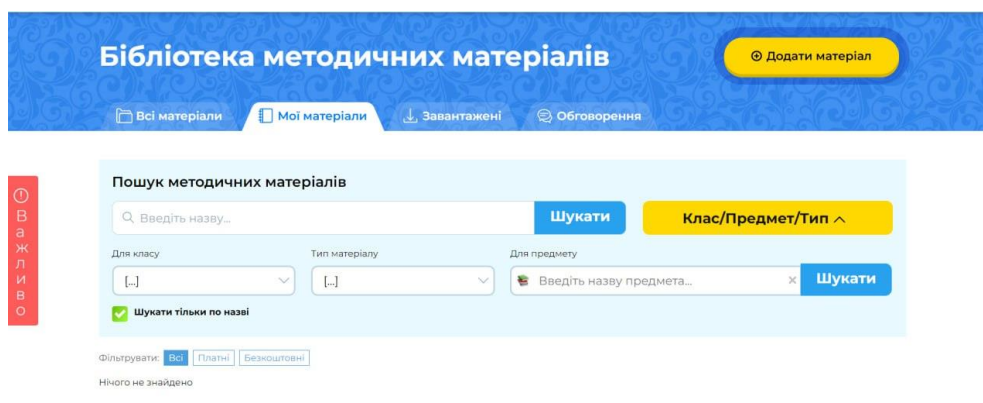 Бібліотека методичних матеріалів
Додати матеріал
Всі матеріали
Мої матеріали
Завантажені
Обговорення
Важливо
Пошук методичних матеріалів
Введіть назву...
Шукати
Клас/Предмет/Тип
Для класу
Тип матеріалу
Для предмету
[...]
[...]
Введіть назву предмета...
×
Шукати
Шукати тільки по назві
Фільтрувати: Всі Платні Безкоштовні
Нічого не знайдено